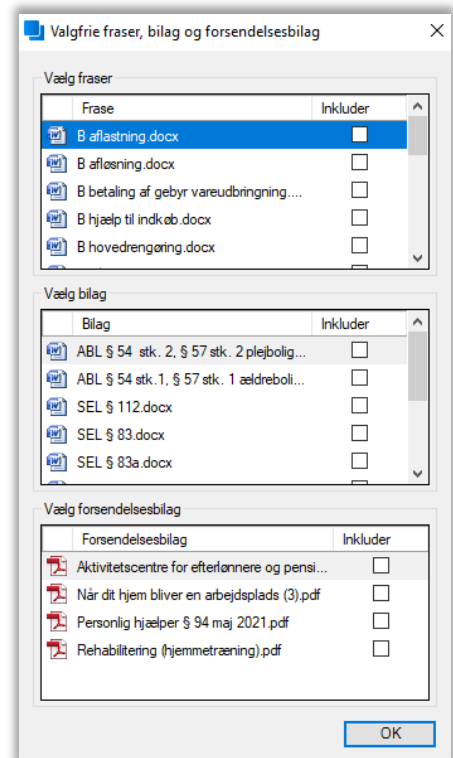 Valgfrie fraser, bilag og forsendelsesbilag
Vælg fraser
Frase Inkluder
B aflastning.docx
B afløsning.docx
B betaling af gebyr vareudbringning....
B hjælp til indkøb.docx
B hovedrengøring.docx
Vælg bilag
Bilag Inkluder
ABL § 54 stk. 2, § 57 stk. 2 plejbolig...
ABL § 54 stk.1, § 57 stk. 1 ældreboli...
SEL § 112.docx
SEL § 83.docx
SEL § 83a.docx
Vælg forsendelsesbilag
Forsendelsesbilag Inkluder
Aktivitetscentre for efterlønnere og pensi...
Når dit hjem bliver en arbejdsplads (3).pdf
Personlig hjælper § 94 maj 2021.pdf
Rehabilitering (hjemmetræning).pdf
OK